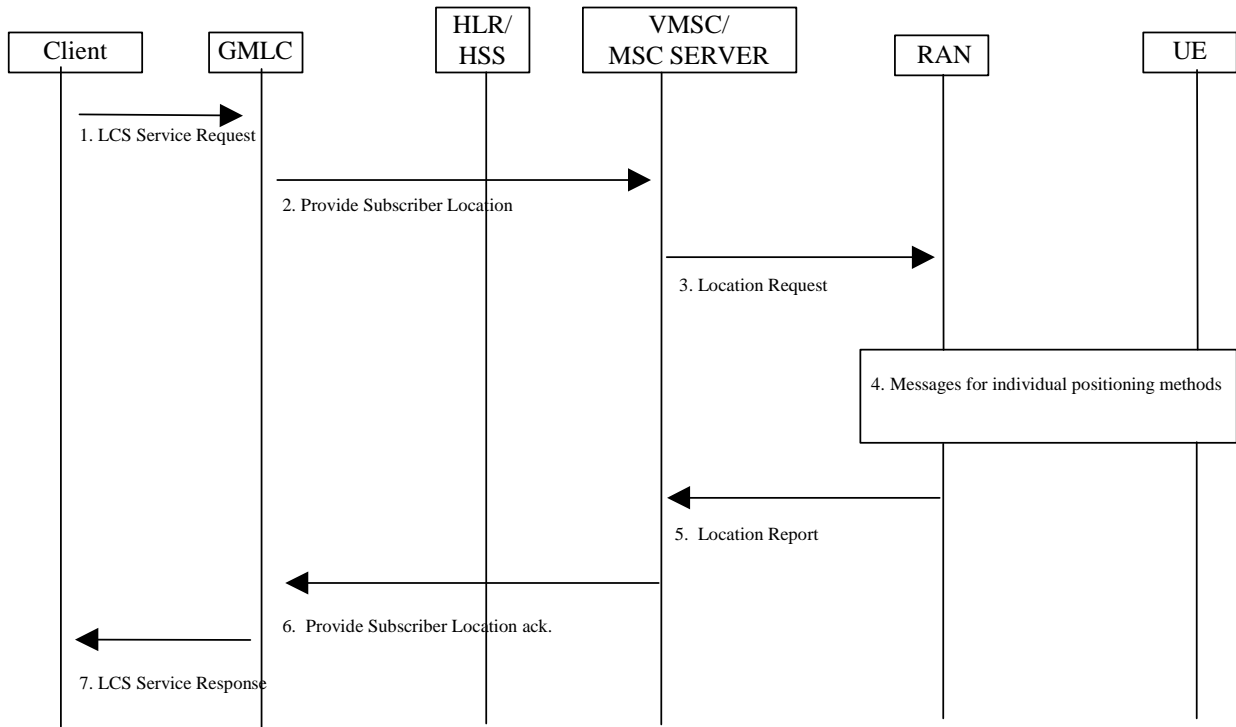 Client
GMLC
HLR/
HSS
VMSC/
MSC SERVER
RAN
UE
1. LCS Service Request
2. Provide Subscriber Location
3. Location Request
4. Messages for individual positioning methods
5. Location Report
6. Provide Subscriber Location ack.
7. LCS Service Response